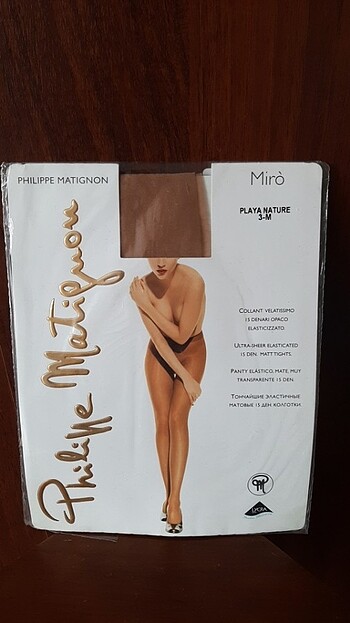 PHILIPPE MATIGNON
Mirò
PLAYA NATURE
3-M
Philippe Matignon
COLLANT VELATISSIMO
15 DENARI OPACO
ELASTICIZZATO
ULTRA-SHEER ELASTICATED
15 DEN. MATT TIGHTS.
PANTY ELÁSTICO, MATE, MUY
TRANSPARENTE 15 DEN.
ТОНЧАЙШИЕ ЭЛАСТИЧНЫЕ
МАТОВЫЕ 15 ДЕН. КОЛГОТКИ.
LYCRA